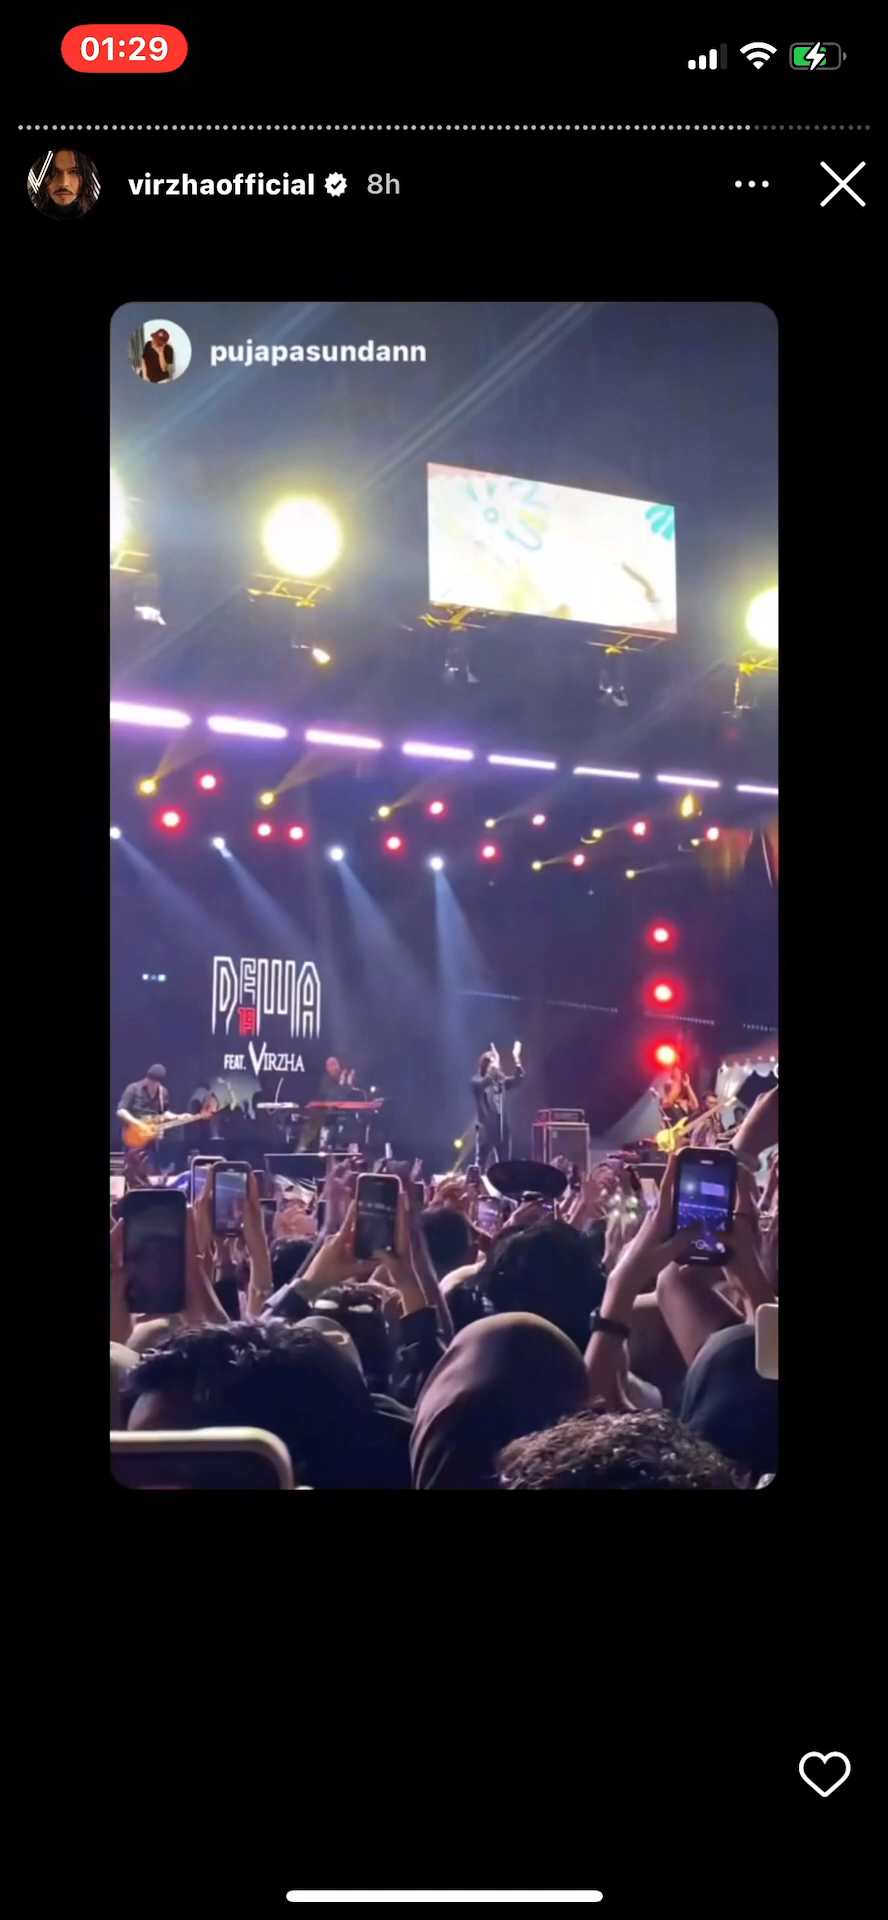 01:29
virzhaofficial 8h
pujapasundann
DEWA
19
FEAT. VIRZHA